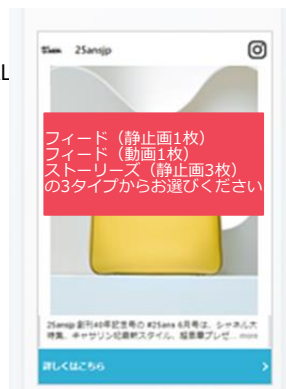 25ansjp
フィード（静止画1枚）
フィード（動画1枚）
ストーリーズ（静止画3枚）
の3タイプからお選びください
25ansjp 創刊40年記念号の #25ans 6月号は、シャネル大
特集、キャサリン妃最新スタイル、超豪華プレゼ... more
詳しくはこちら